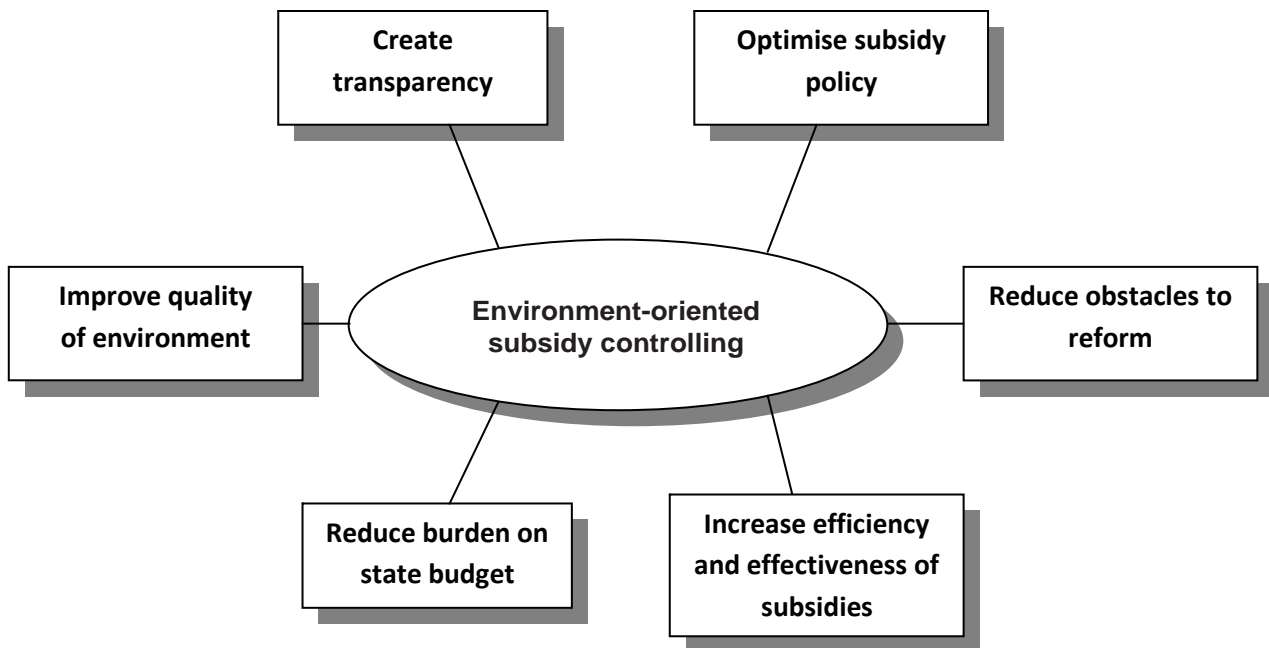 Create
transparency
Optimise subsidy
policy
Improve quality
of environment
Environment-oriented
subsidy controlling
Reduce obstacles to
reform
Reduce burden on
state budget
Increase efficiency
and effectiveness of
subsidies